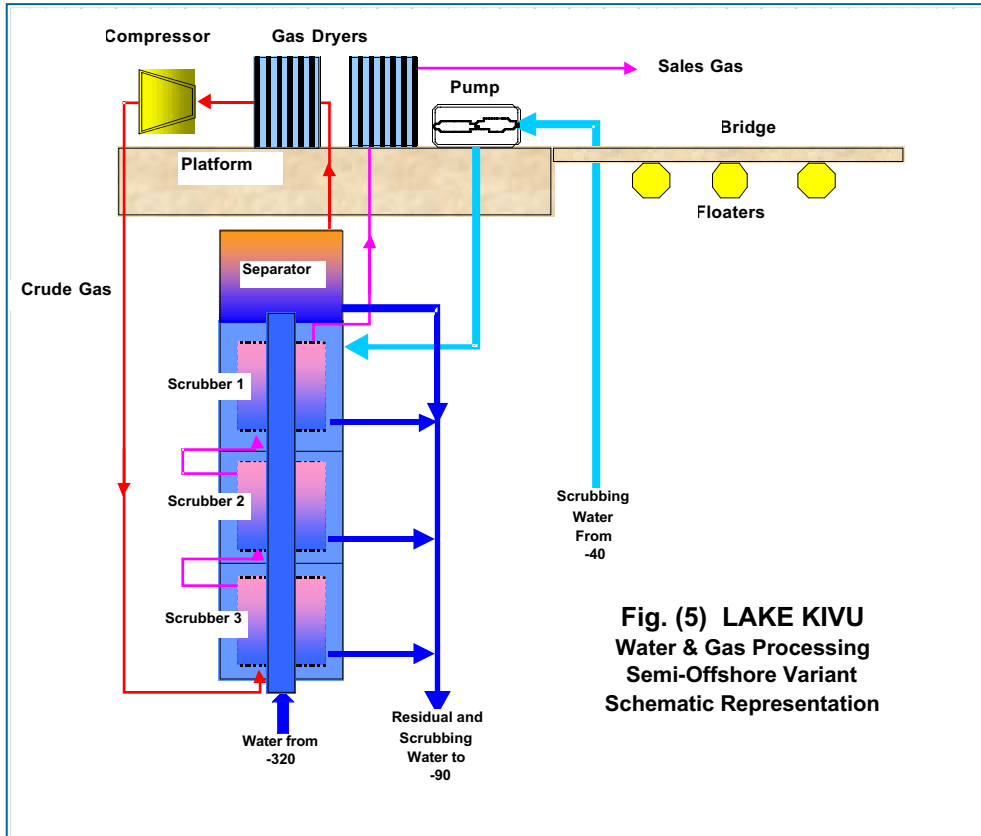 Compressor
Gas Dryers
Sales Gas
Pump
Bridge
Platform
Floaters
Separator
Crude Gas
Scrubber 1
Scrubber 2
Scrubbing
Water
From
-40
Scrubber 3
Fig. (5) LAKE KIVU
Water & Gas Processing
Semi-Offshore Variant
Schematic Representation
Water from
-320
Residual and
Scrubbing
Water to
-90